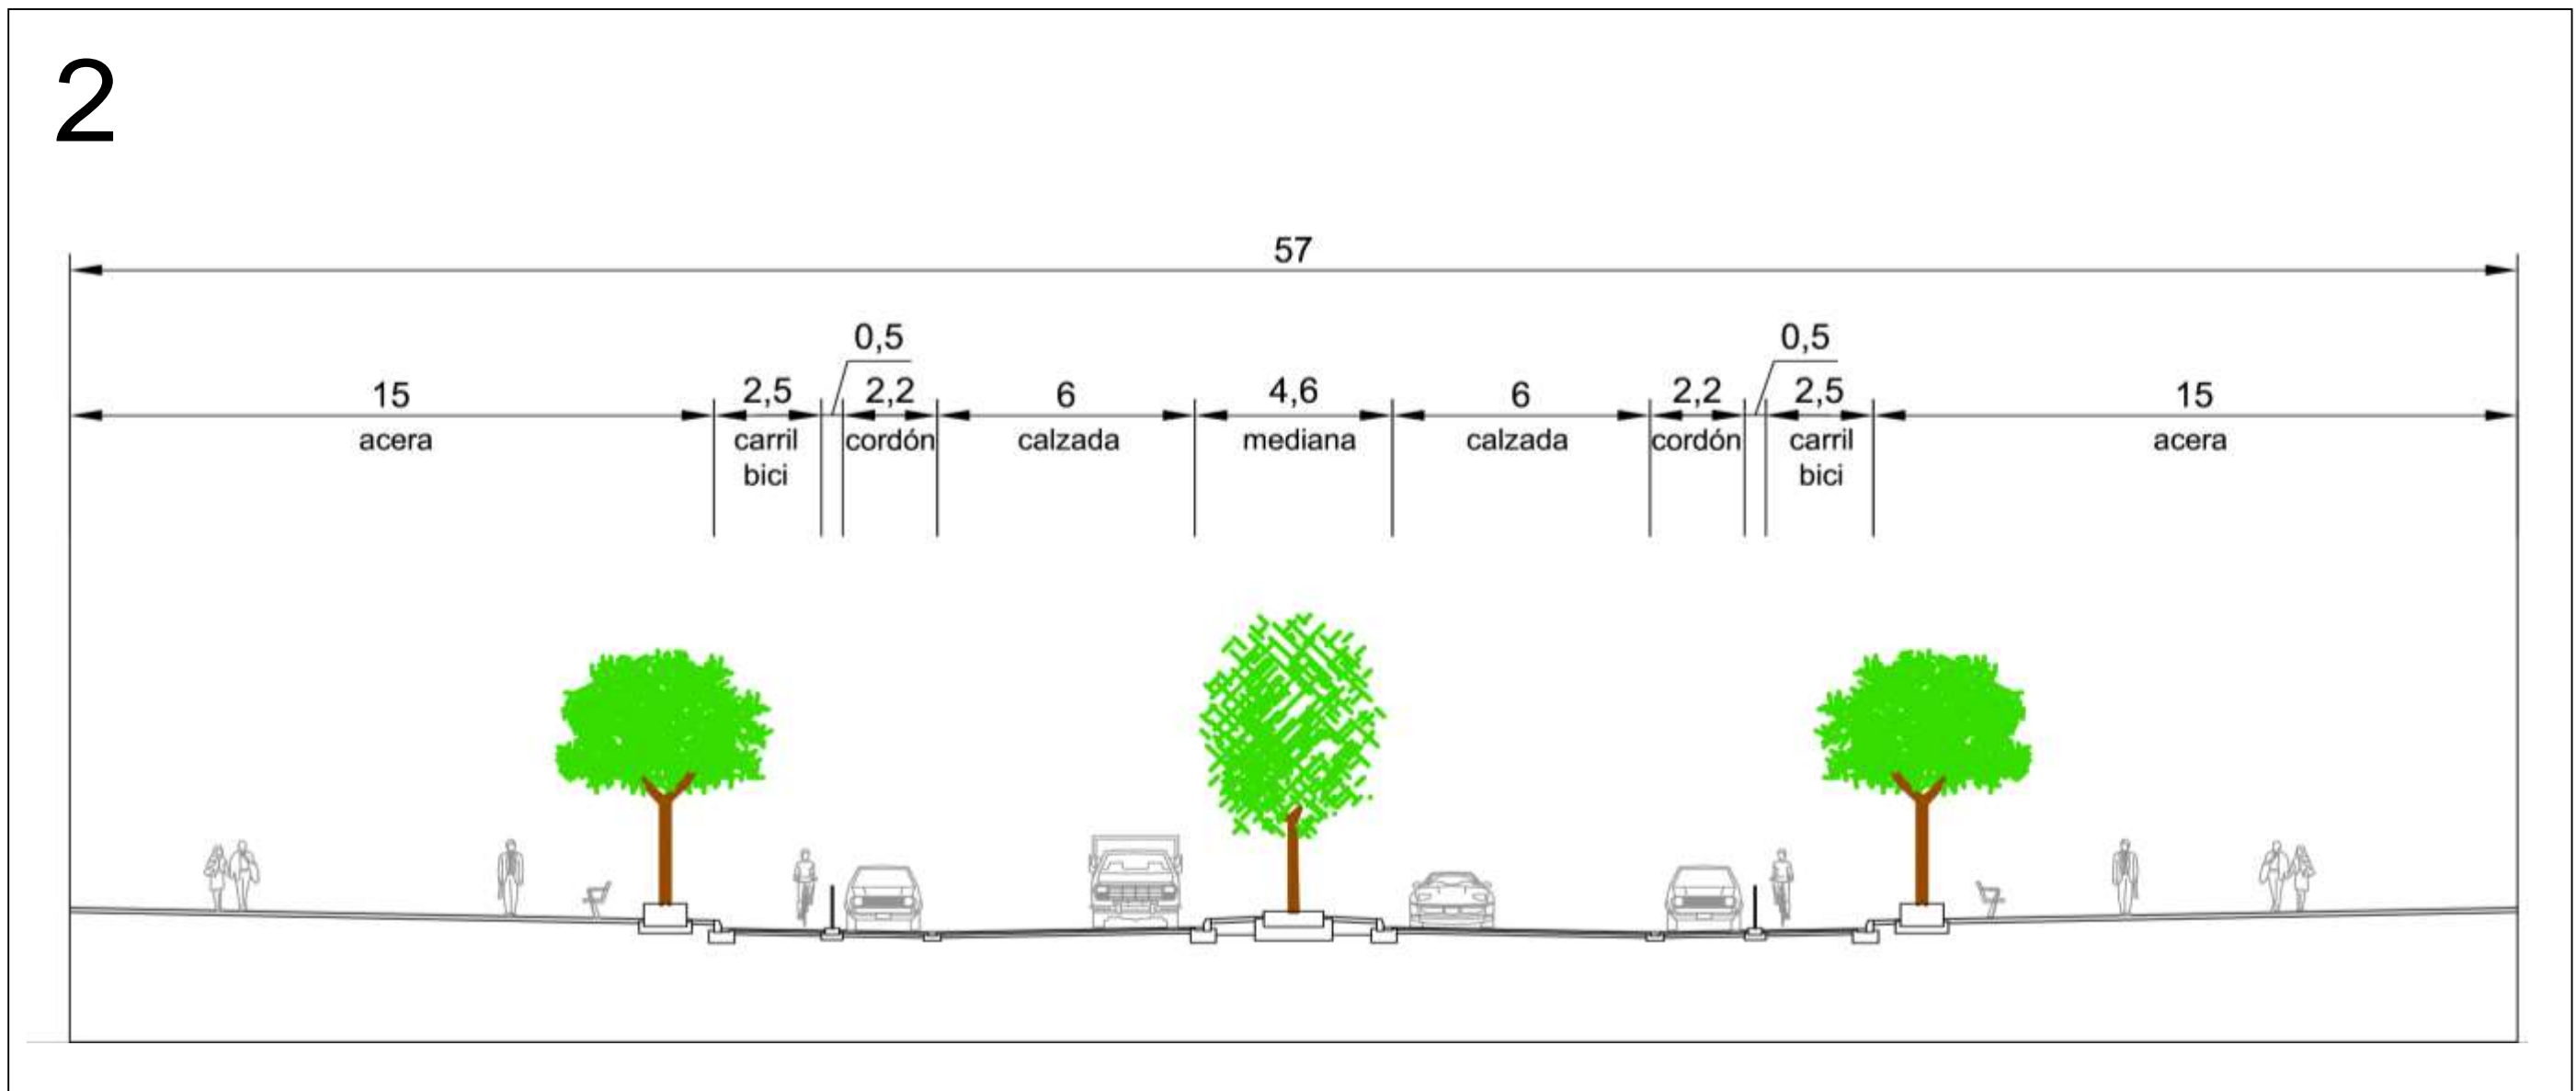 2
57
0,5 0,5
15 2,5 2,2 6 4,6 6 2,2 2,5 15
acera carril cordón calzada mediana calzada cordón carril acera
bici bici